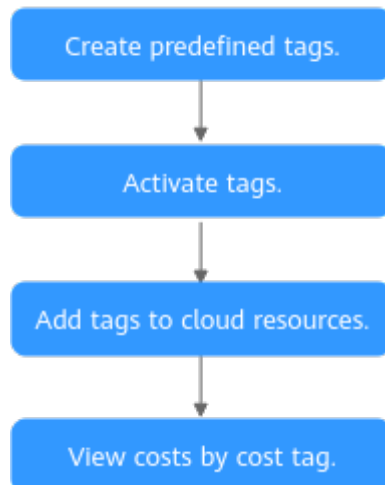 Create predefined tags.
Activate tags.
Add tags to cloud resources.
View costs by cost tag.